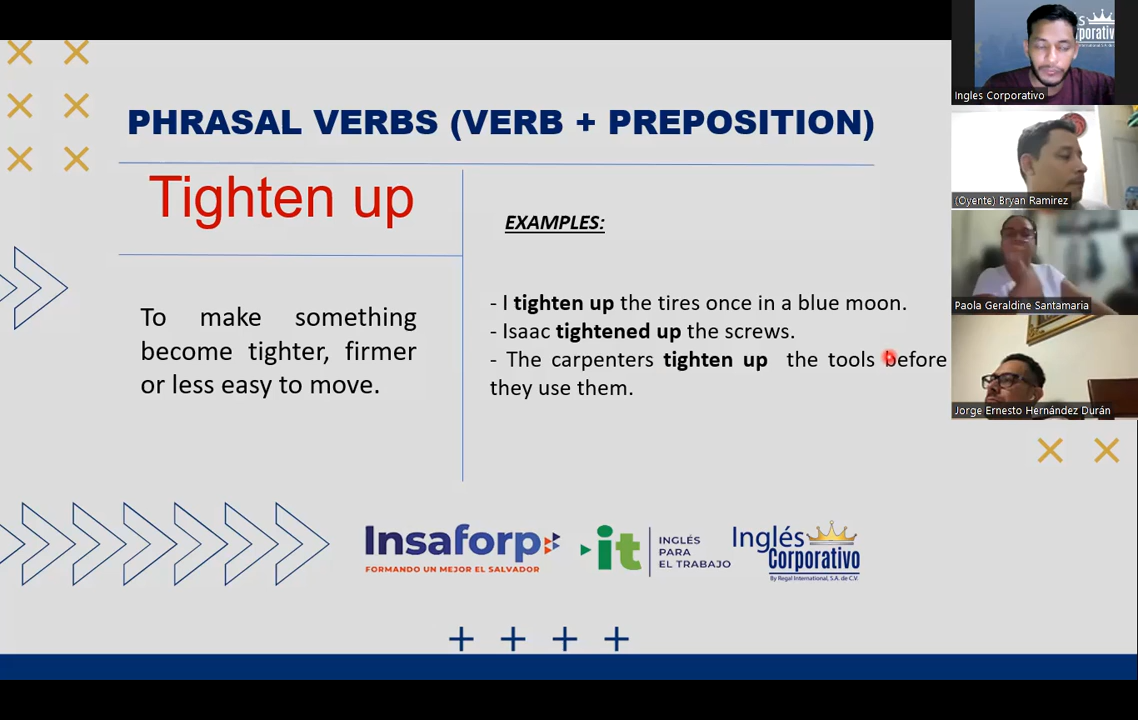 PHRASAL VERBS (VERB + PREPOSITION)
Tighten up
To make something
become tighter, firmer
or less easy to move.
EXAMPLES:
- I tighten up the tires once in a blue moon.
- Isaac tightened up the screws.
- The carpenters tighten up the tools before
they use them.
Insaforp
FORMANDO UN MEJOR EL SALVADOR
it
INGLÉS
PARA
EL TRABAJO
Inglés
Corporativo
By Regal International, S.A. de C.V.
Ingles Corporativo
(Oyente) Bryan Ramirez
Paola Geraldine Santamaria
Jorge Ernesto Hernández Durán